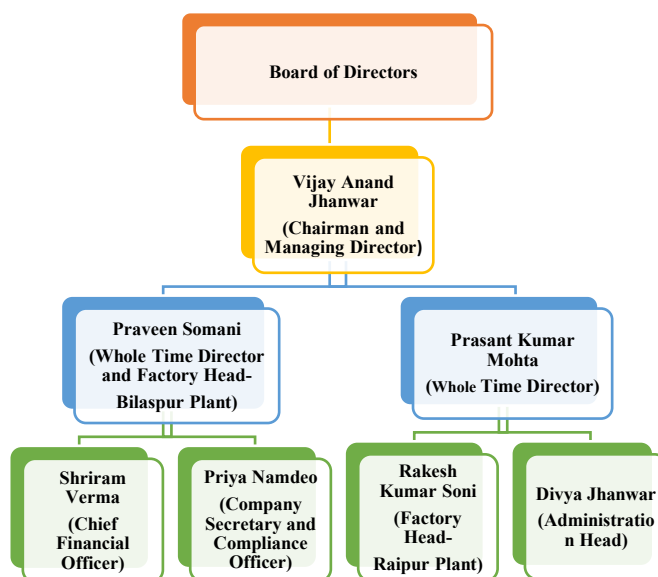 Board of Directors
Vijay Anand
Jhanwar
(Chairman and
Managing Director)
Praveen Somani
(Whole Time Director
and Factory Head-
Bilaspur Plant)
Prasant Kumar
Mohta
(Whole Time Director)
Shriram
Verma
(Chief
Financial
Officer)
Priya Namdeo
(Company
Secretary and
Compliance
Officer)
Rakesh
Kumar Soni
(Factory
Head-
Raipur Plant)
Divya Jhanwar
(Administratio
n Head)